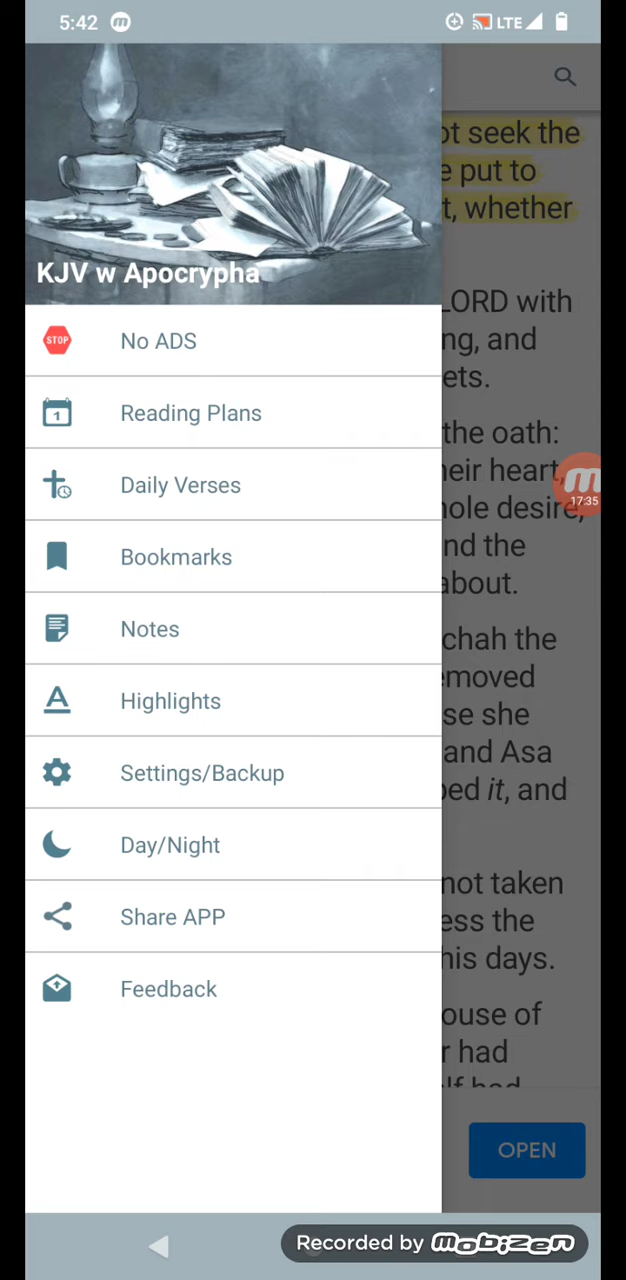 5:42 m LTE
KJV w Apocrypha
STOP No ADS
1 Reading Plans
Daily Verses
Bookmarks
Notes
Highlights
Settings/Backup
Day/Night
Share APP
Feedback
ot seek the
e put to
t, whether
LORD with
ng, and
ets.
the oath:
heir heart,
hole desire,
nd the
about.
17:35
chah the
emoved
se she
and Asa
ped it, and
not taken
ess the
his days.
ouse of
r had
lf had
OPEN
Recorded by mobizen